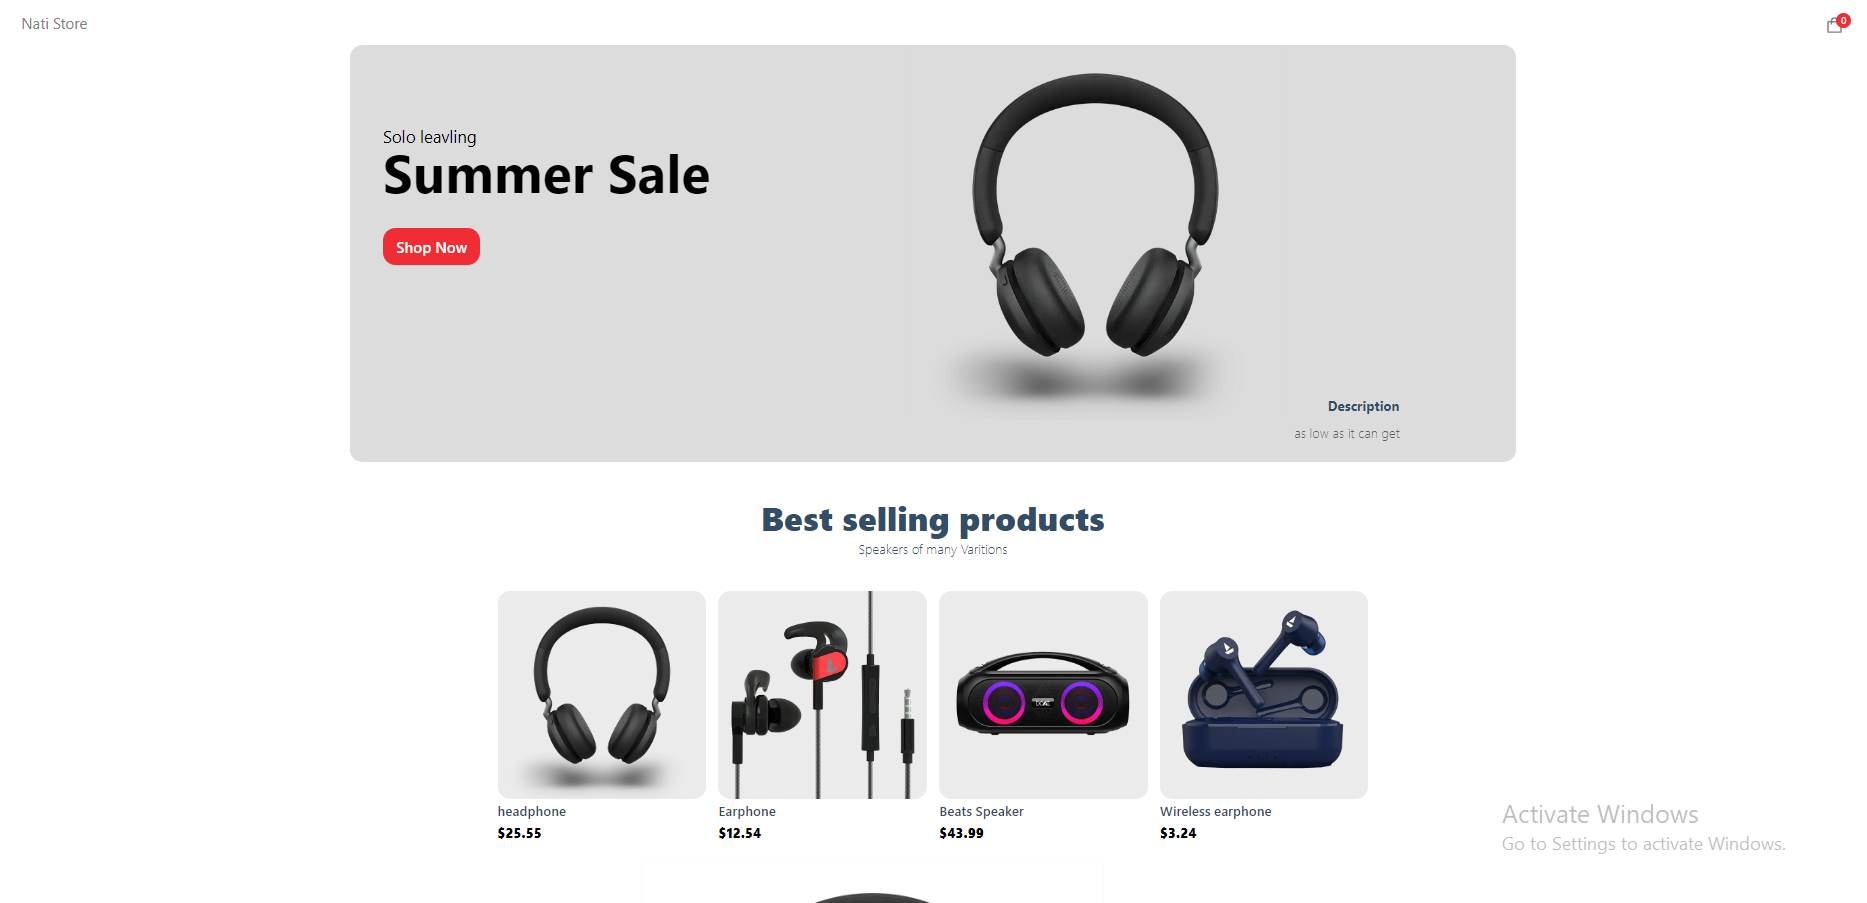 Nati Store
0
Solo leavling
Summer Sale
Shop Now
Description
as low as it can get
Best selling products
Speakers of many Varitions
headphone
$25.55
Earphone
$12.54
Beats Speaker
$43.99
Wireless earphone
$3.24
Activate Windows
Go to Settings to activate Windows.